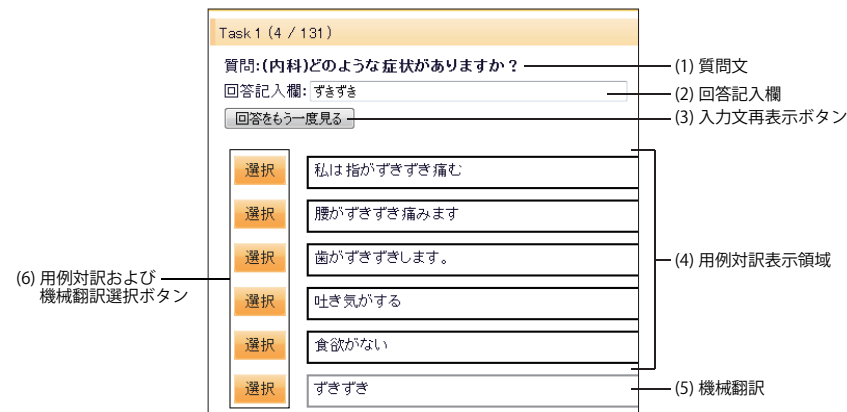 Task 1 (4 / 131)
質問:(内科)どのような症状がありますか？
(1) 質問文
回答記入欄: ずきずき
(2) 回答記入欄
回答をもう一度見る
(3) 入力文再表示ボタン
選択 私は指がずきずき痛む
選択 腰がずきずき痛みます
選択 歯がずきずきします。
(4) 用例対訳表示領域
(6) 用例対訳および
機械翻訳選択ボタン
選択 吐き気がする
選択 食欲がない
選択 ずきずき
(5) 機械翻訳